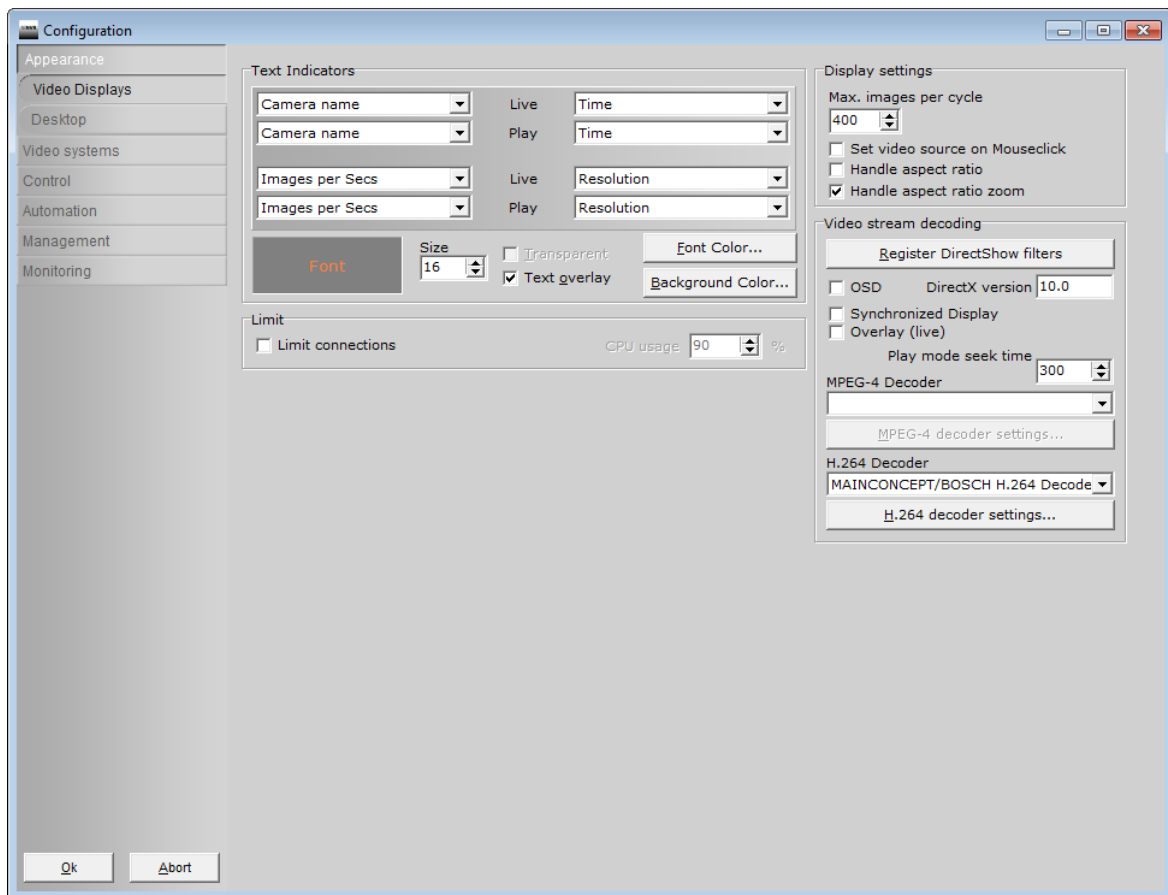 Configuration
Appearance
Video Displays
Desktop
Video systems
Control
Automation
Management
Monitoring
Ok Abort
Text Indicators
Camera name Live Time
Camera name Play Time
Images per Secs Live Resolution
Images per Secs Play Resolution
Font
Size
16
Transparent
Text overlay
Font Color...
Background Color...
Limit
Limit connections CPU usage 90 %
Display settings
Max. images per cycle
400
Set video source on Mouseclick
Handle aspect ratio
Handle aspect ratio zoom
Video stream decoding
Register DirectShow filters
OSD DirectX version 10.0
Synchronized Display
Overlay (live)
Play mode seek time
300
MPEG-4 Decoder
MPEG-4 decoder settings...
H.264 Decoder
MAINCONCEPT/BOSCH H.264 Decode
H.264 decoder settings...